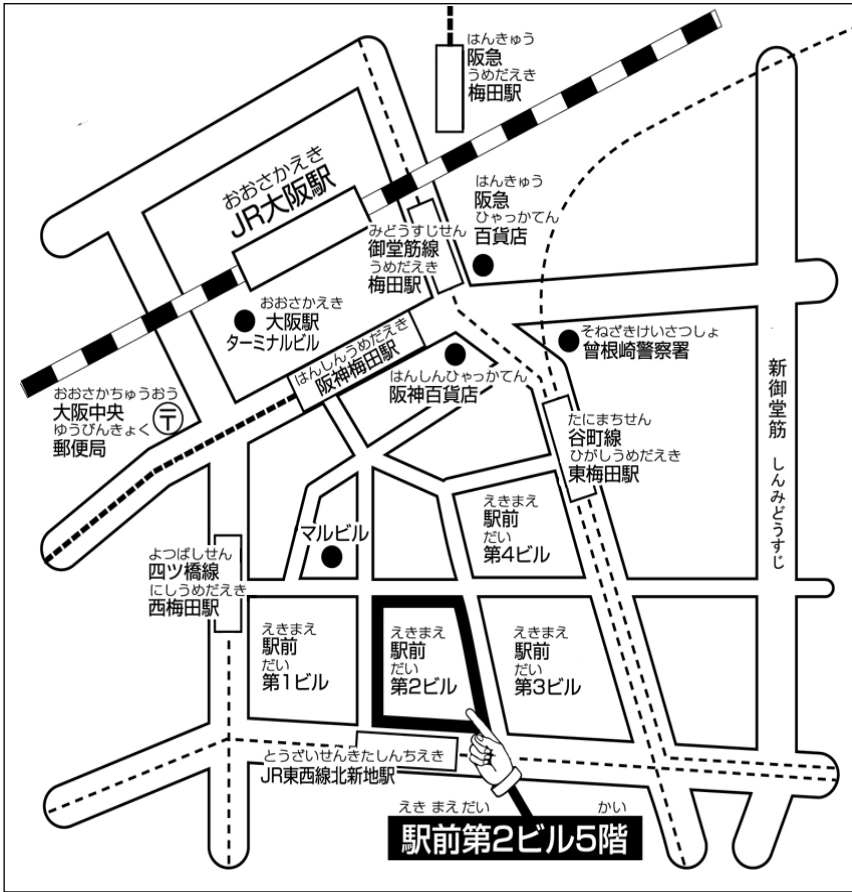 はんきゅう
阪急
うめだえき
梅田駅
おおさかえき
JR大阪駅
はんきゅう
阪急
ひゃっかてん
百貨店
みどうすじせん
御堂筋線
うめだえき
梅田駅
おおさかえき
大阪駅
ターミナルビル
はんしんうめだえき
阪神梅田駅
そねざきけいさつしょ
曾根崎警察署
はんしんひゃっかてん
阪神百貨店
おおさかちゅうおう
大阪中央
ゆうびんきょく
郵便局
〒
新御堂筋 しんみどうすじ
たにまちせん
谷町線
ひがしうめだえき
東梅田駅
えきまえ
駅前
だい
第4ビル
マルビル
よつばしせん
四ツ橋線
にしうめだえき
西梅田駅
えきまえ
駅前
だい
第1ビル
えきまえ
駅前
だい
第2ビル
えきまえ
駅前
だい
第3ビル
とうざいせんきたしんちえき
JR東西線北新地駅
えき まえ だい かい
駅前第2ビル5階